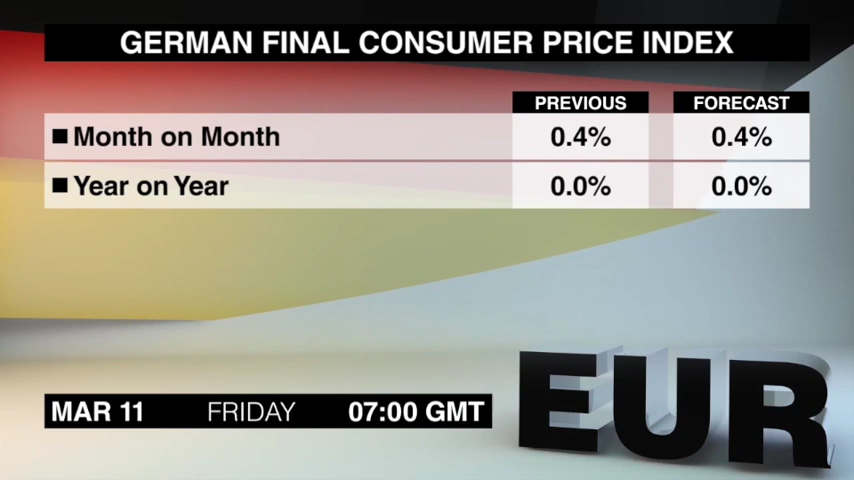 GERMAN FINAL CONSUMER PRICE INDEX
PREVIOUS FORECAST
Month on Month 0.4% 0.4%
Year on Year 0.0% 0.0%
MAR 11 FRIDAY 07:00 GMT
EUR